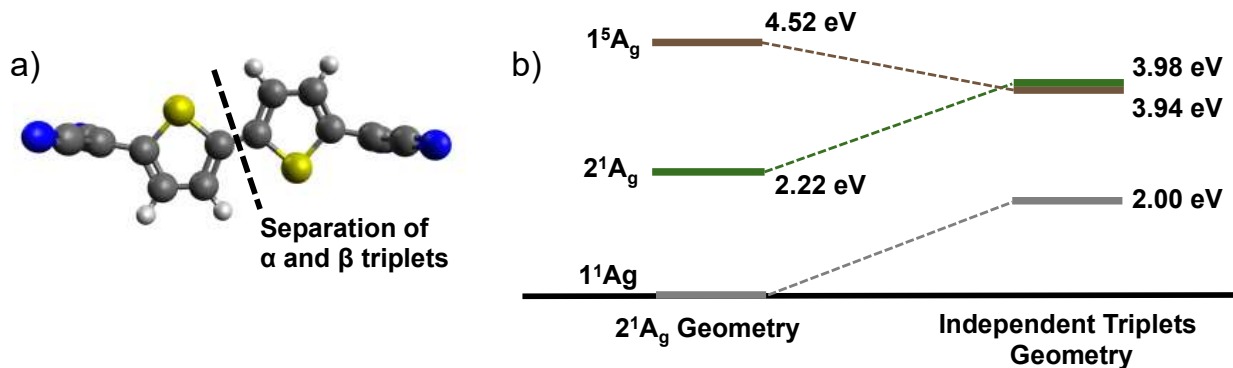 a)
Separation of
α and β triplets
b)
1⁵A_g
4.52 eV
2¹A_g
2.22 eV
1¹Ag
3.98 eV
3.94 eV
2.00 eV
2¹A_g Geometry
Independent Triplets
Geometry